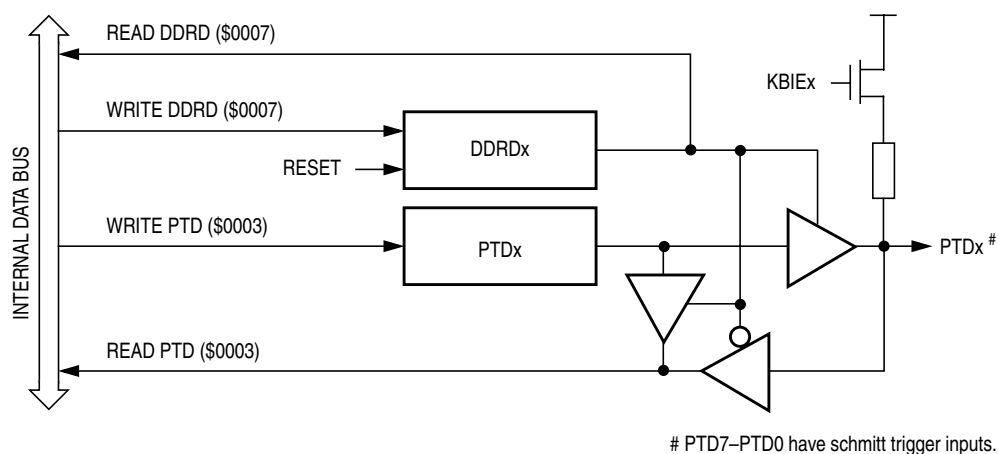 READ DDRD ($0007)
KBIEx
WRITE DDRD ($0007)
DDRDx
RESET
INTERNAL DATA BUS
WRITE PTD ($0003)
PTDx
PTDx #
READ PTD ($0003)
# PTD7–PTD0 have schmitt trigger inputs.